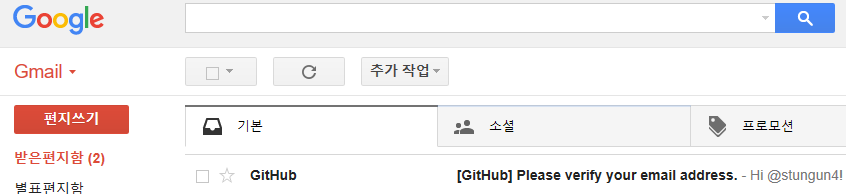 Google
Gmail
추가 작업
편지쓰기
기본
소셜
프로모션
받은편지함 (2)
GitHub [GitHub] Please verify your email address. - Hi @stungun4!
별표편지함